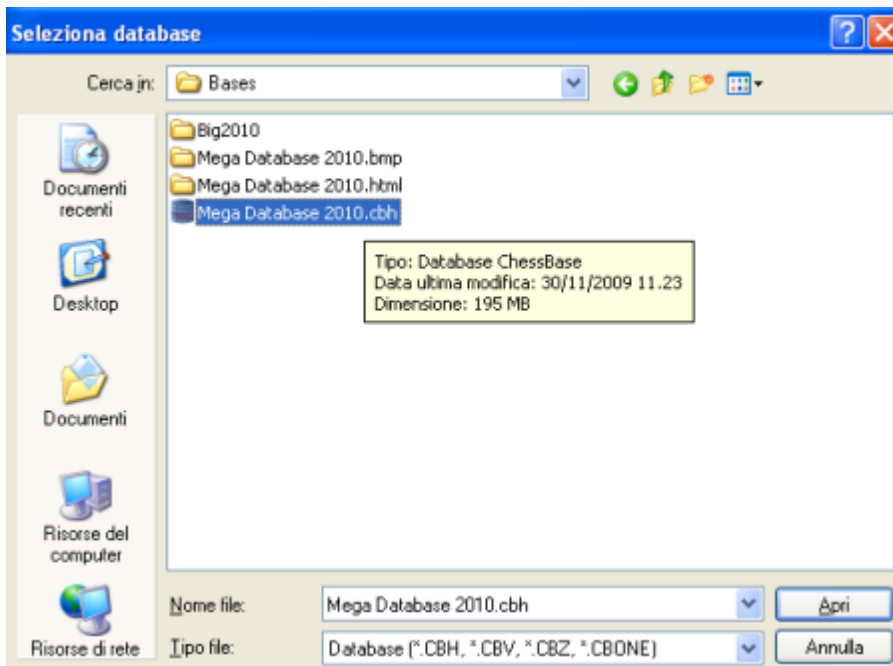 Seleziona database
Cerca in:
Bases
Big2010
Mega Database 2010.bmp
Mega Database 2010.html
Mega Database 2010.cbh
Tipo: Database ChessBase
Data ultima modifica: 30/11/2009 11.23
Dimensione: 195 MB
Documenti
recenti
Desktop
Documenti
Risorse del
computer
Risorse di rete
Nome file:
Mega Database 2010.cbh
Apri
Tipo file:
Database (*.CBH, *.CBV, *.CBZ, *.CBONE)
Annulla